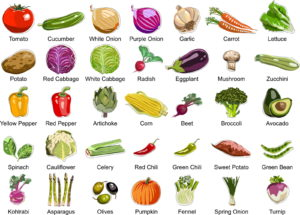 Tomato Cucumber White Onion Purple Onion Garlic Carrot Lettuce
Potato Red Cabbage White Cabbage Radish Eggplant Mushroom Zucchini
Yellow Pepper Red Pepper Artichoke Corn Beet Broccoli Avocado
Spinach Cauliflower Celery Red Chili Green Chili Sweet Potato Green Bean
Kohlrabi Asparagus Olives Pumpkin Fennel Spring Onion Turnip